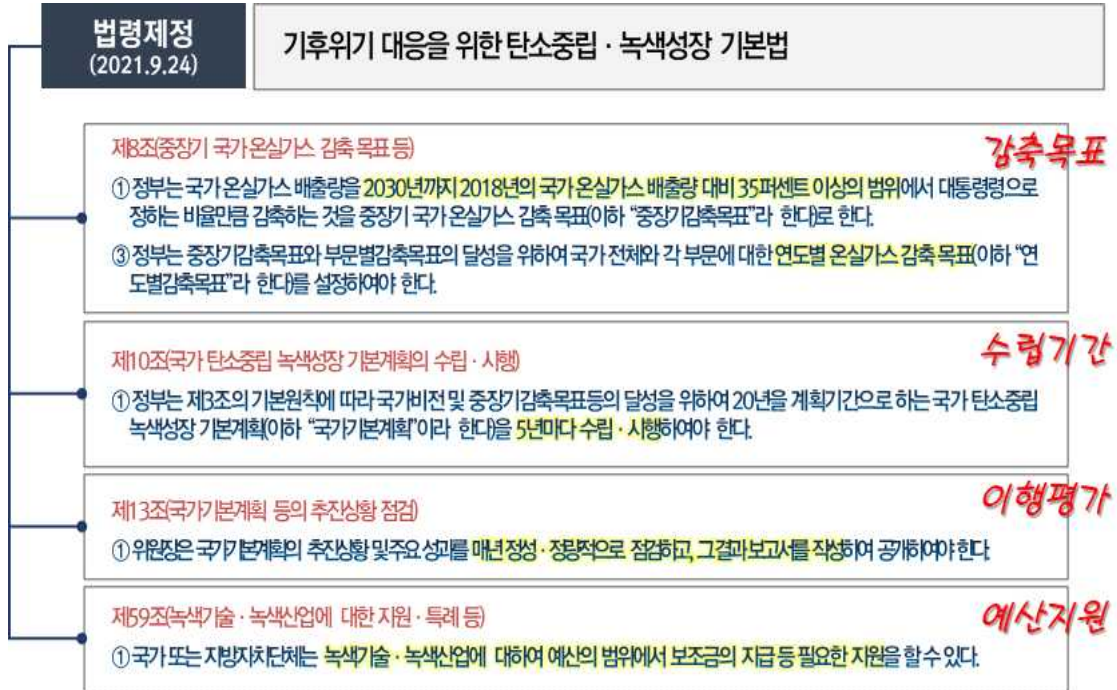 법령제정
(2021.9.24)
기후위기 대응을 위한 탄소중립 · 녹색성장 기본법
감축목표
제8조(중장기 국가 온실가스 감축 목표 등)
① 정부는 국가 온실가스 배출량을 2030년까지 2018년의 국가 온실가스 배출량 대비 35퍼센트 이상의 범위에서 대통령령으로
정하는 비율만큼 감축하는 것을 중장기 국가 온실가스 감축 목표(이하 “중장기감축목표”라 한다)로 한다.
③ 정부는 중장기감축목표와 부문별감축목표의 달성을 위하여 국가 전체와 각 부문에 대한 연도별 온실가스 감축 목표(이하 “연
도별감축목표”라 한다)를 설정하여야 한다.
수립기간
제10조(국가 탄소중립 녹색성장 기본계획의 수립 · 시행)
① 정부는 제3조의 기본원칙에 따라 국가비전 및 중장기감축목표등의 달성을 위하여 20년을 계획기간으로 하는 국가 탄소중립
녹색성장 기본계획(이하 “국가기본계획”이라 한다)을 5년마다 수립 · 시행하여야 한다.
이행평가
제13조(국가기본계획 등의 추진상황 점검)
① 위원장은 국가기본계획의 추진상황 및 주요 성과를 매년 정성 · 정량적으로 점검하고, 그 결과 보고서를 작성하여 공개하여야 한다.
예산지원
제59조(녹색기술 · 녹색산업에 대한 지원 · 특례 등)
① 국가 또는 지방자치단체는 녹색기술 · 녹색산업에 대하여 예산의 범위에서 보조금의 지급 등 필요한 지원을 할 수 있다.